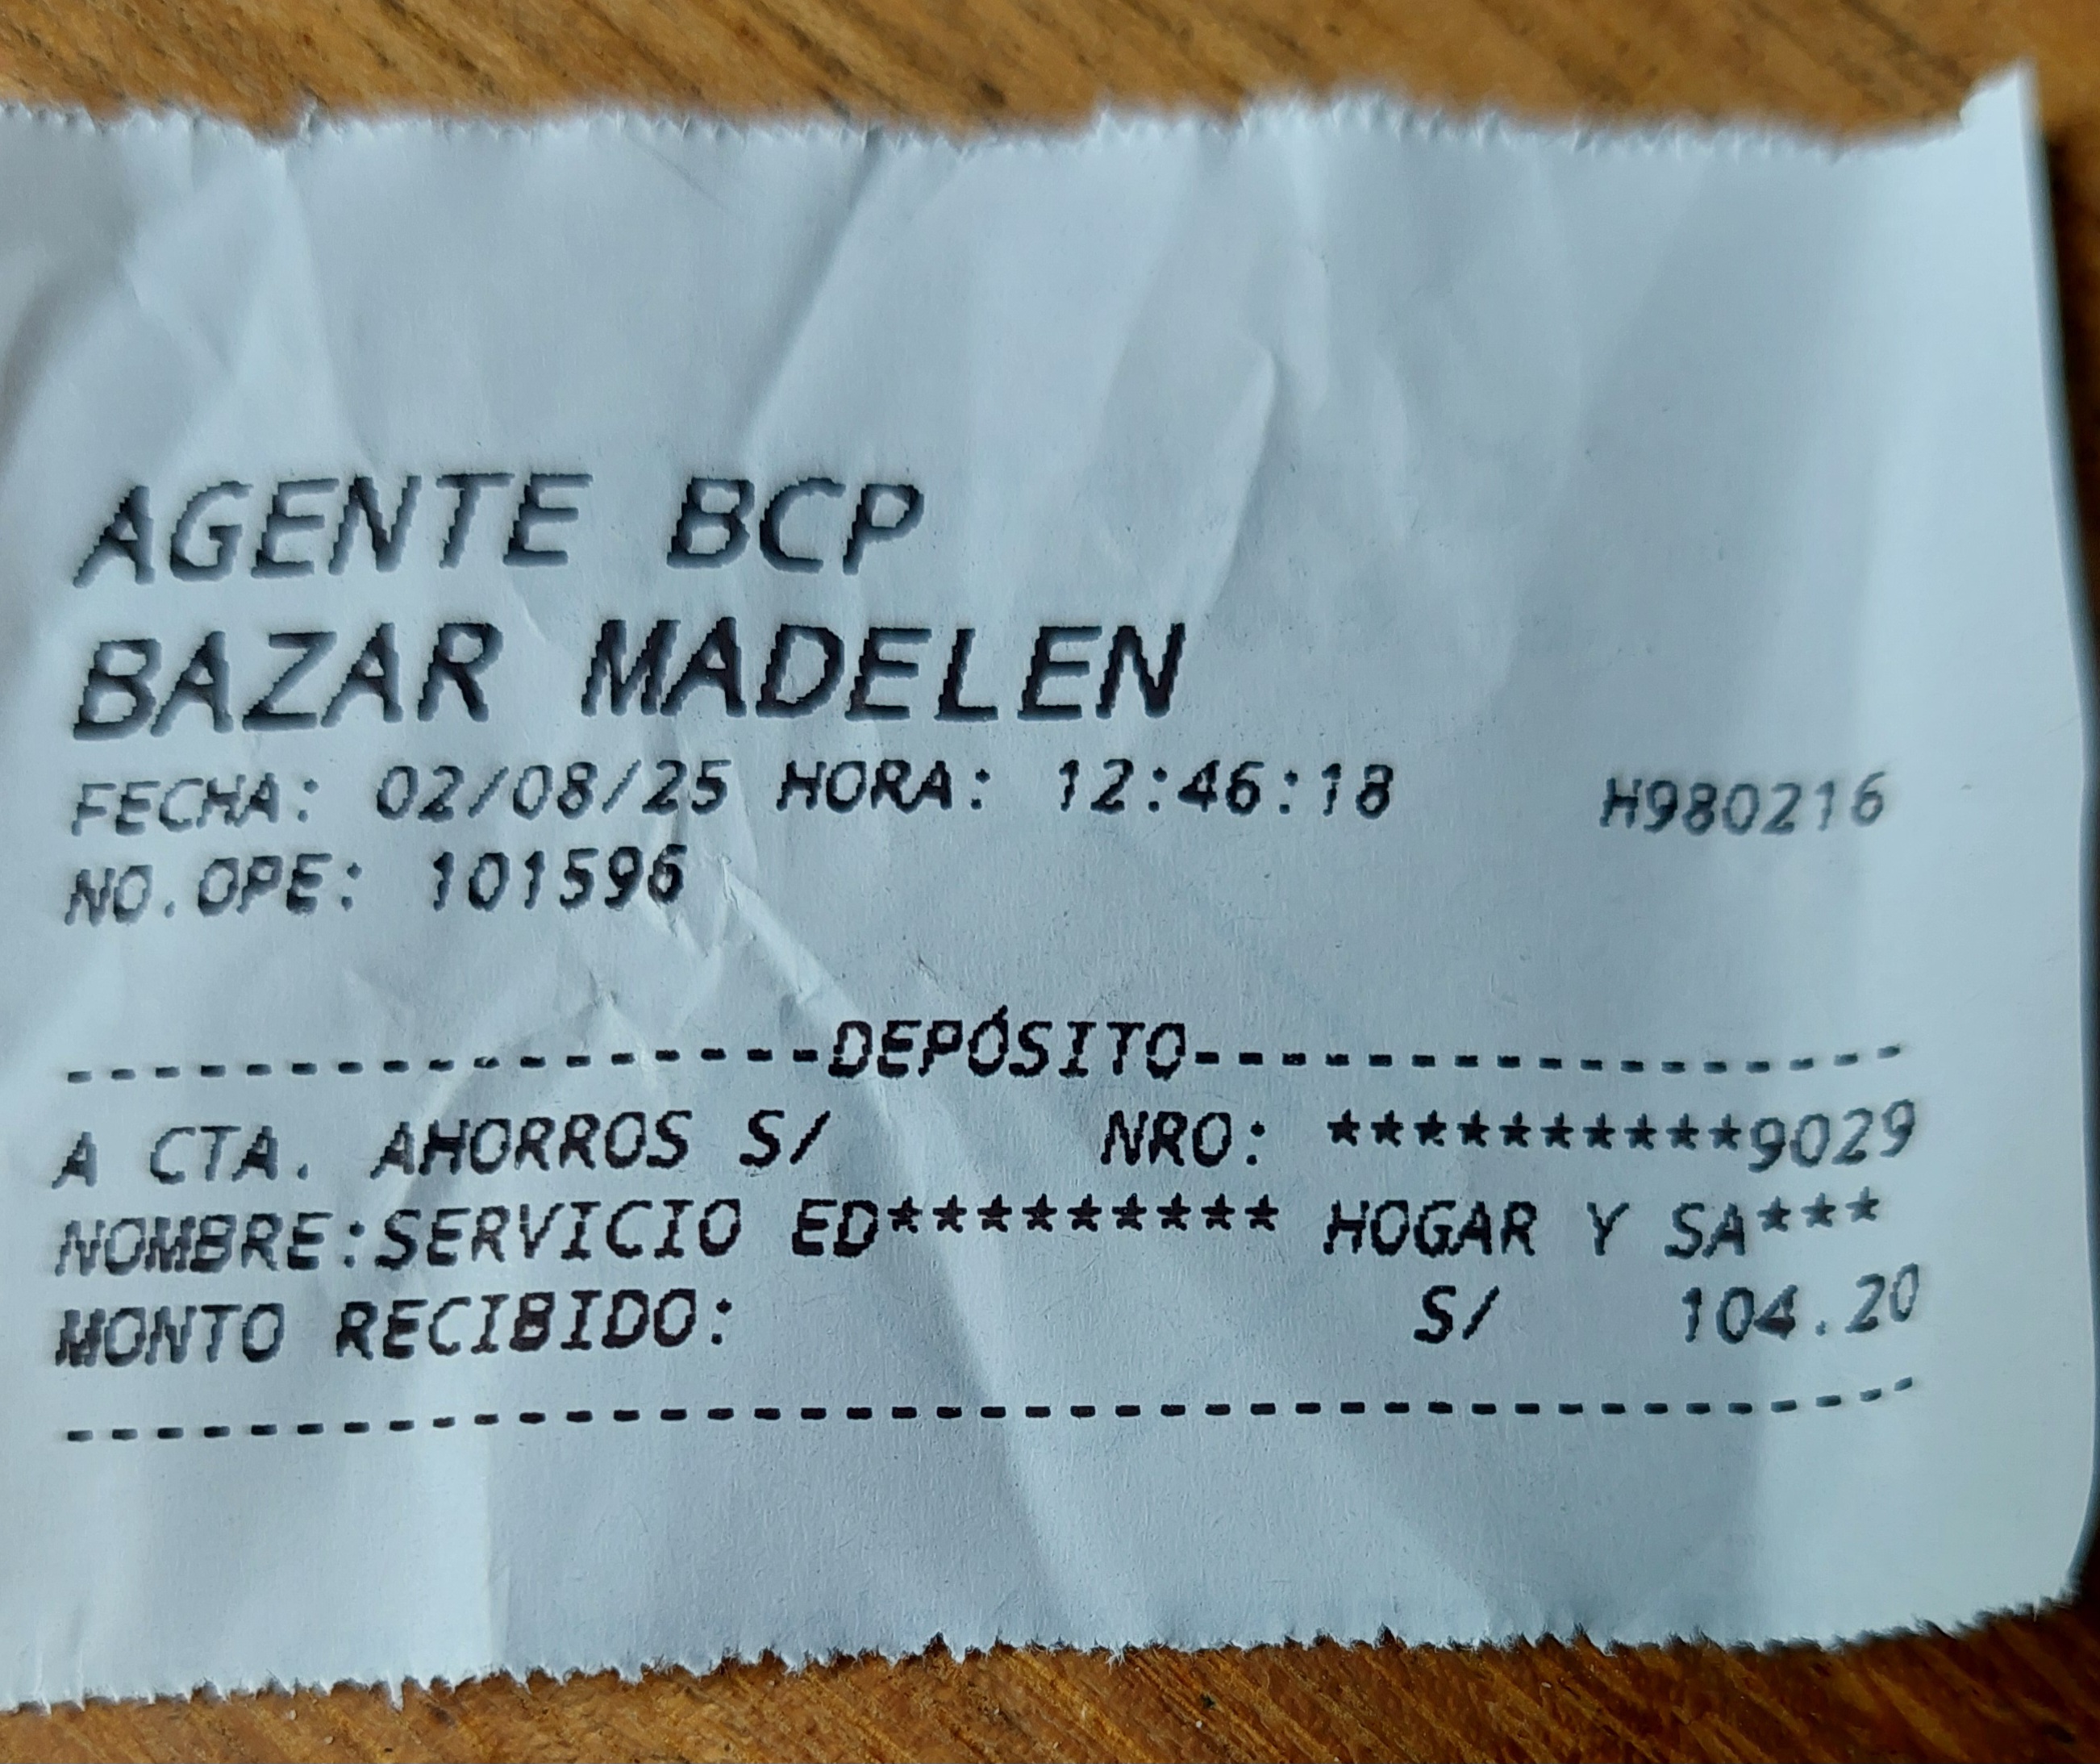 AGENTE BCP
BAZAR MADELEN
FECHA: 02/08/25 HORA: 12:46:18 H980216
NO.OPE: 101596
------------------DEPÓSITO----------------
A CTA. AHORROS S/ NRO: **********9029
NOMBRE:SERVICIO ED********* HOGAR Y SA***
MONTO RECIBIDO: S/ 104.20
----------------------------------------